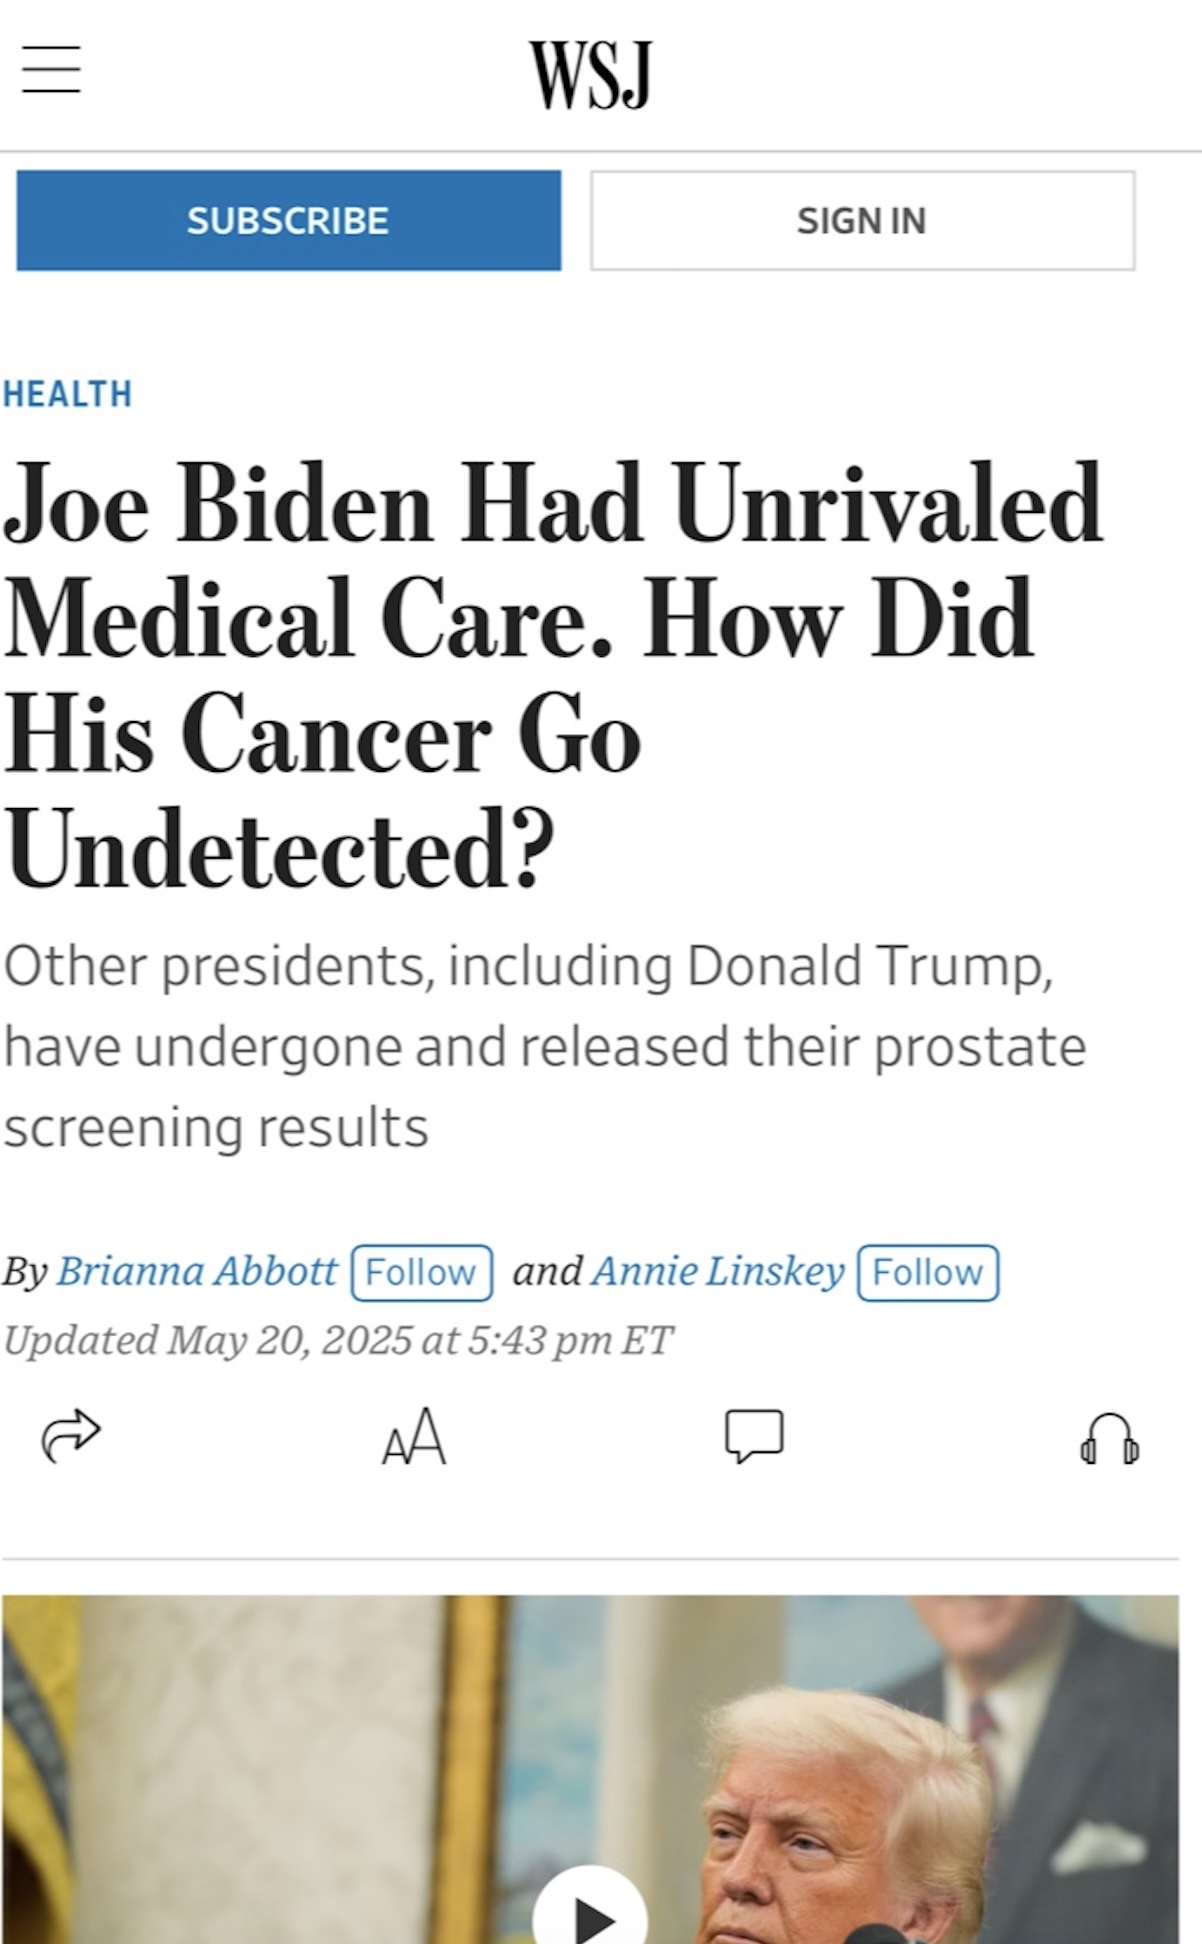 WSJ
SUBSCRIBE
SIGN IN
HEALTH
Joe Biden Had Unrivaled
Medical Care. How Did
His Cancer Go
Undetected?
Other presidents, including Donald Trump,
have undergone and released their prostate
screening results
By Brianna Abbott Follow and Annie Linskey Follow
Updated May 20, 2025 at 5:43 pm ET
AA